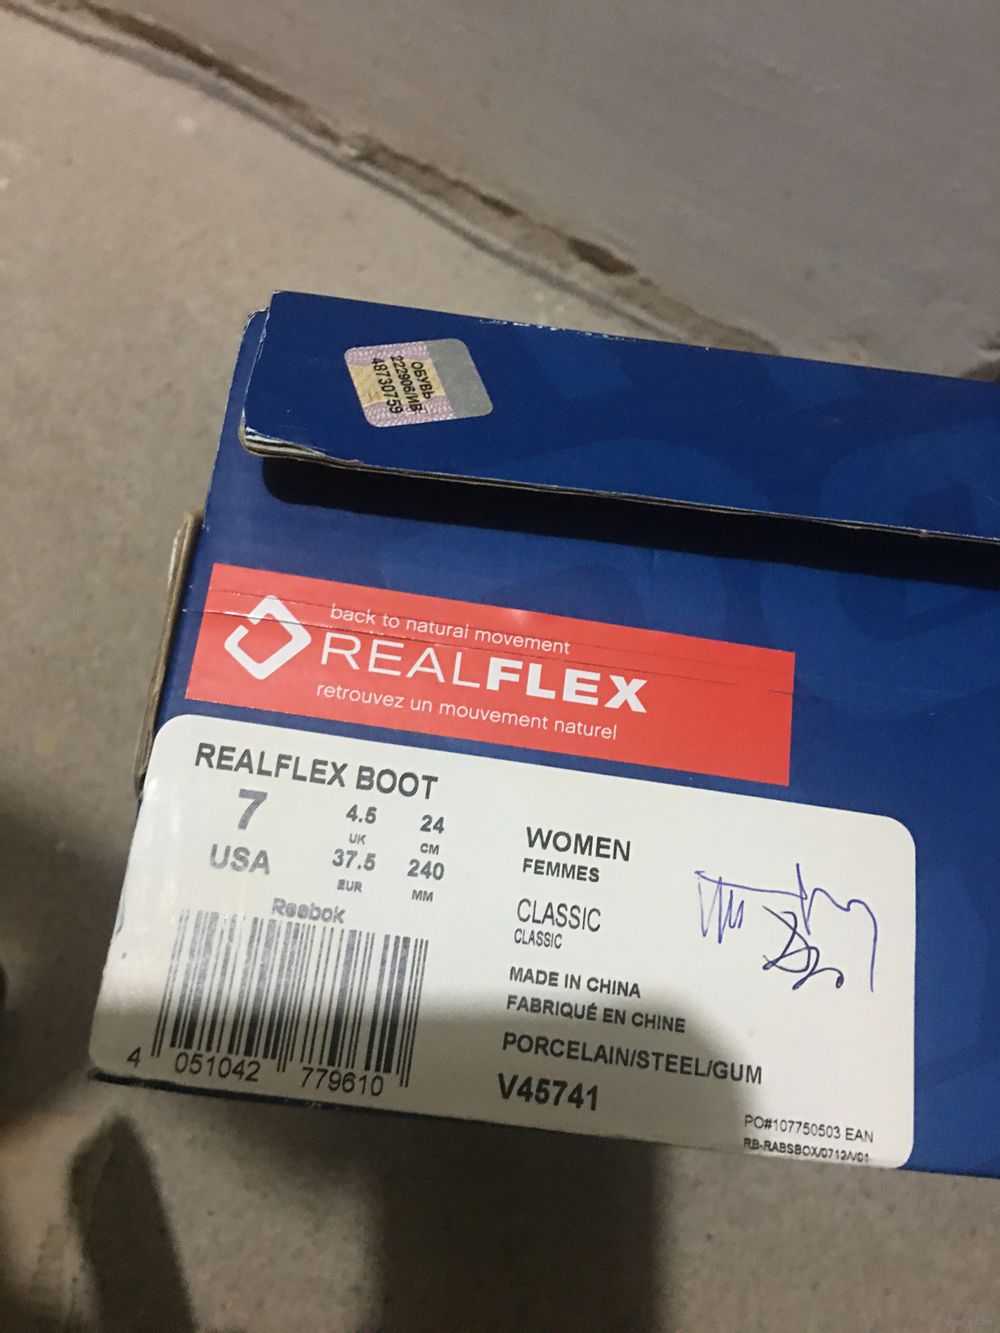 ОБУВЬ
222906/ИВ
48730759
back to natural movement
REALFLEX
retrouvez un mouvement naturel
REALFLEX BOOT
7
USA
4.5
UK
37.5
EUR
24
CM
240
MM
Reebok
4 051042 779610
WOMEN
FEMMES
CLASSIC
CLASSIC
MADE IN CHINA
FABRIQUÉ EN CHINE
PORCELAIN/STEEL/GUM
V45741
PO#107750503 EAN
RB-RABSBOX/0712/V01